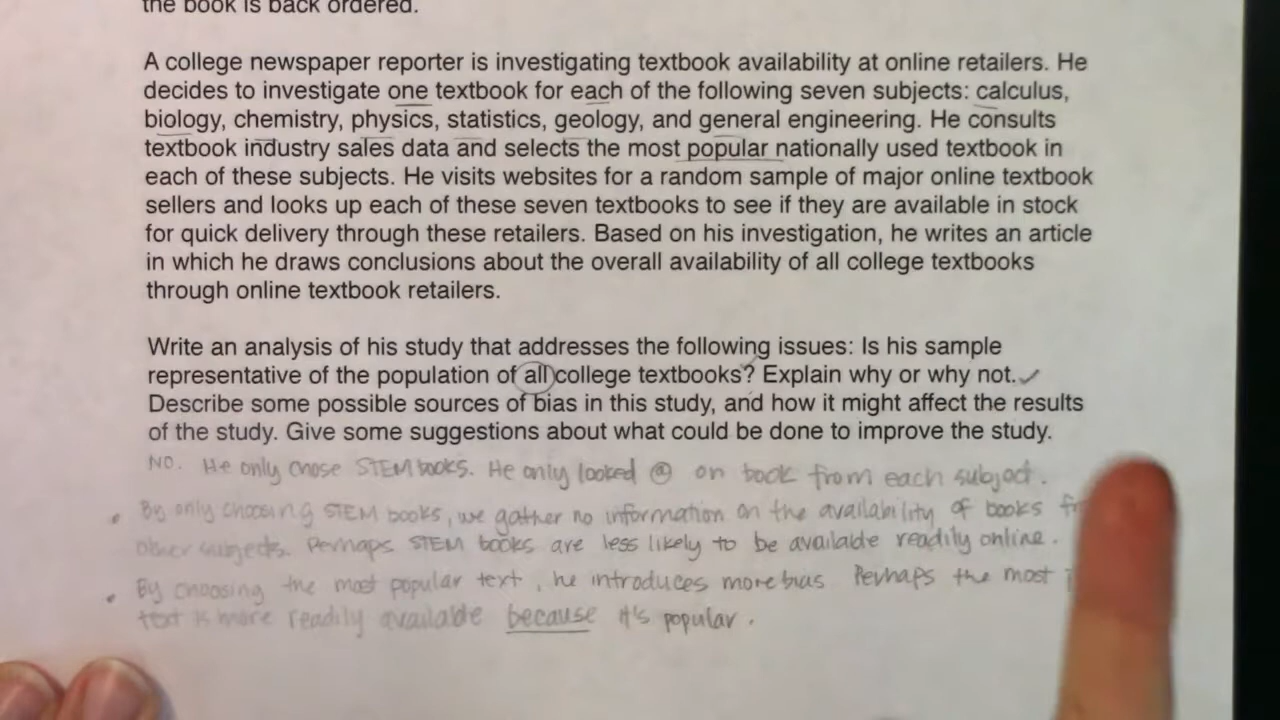 the book is back ordered.
A college newspaper reporter is investigating textbook availability at online retailers. He
decides to investigate one textbook for each of the following seven subjects: calculus,
biology, chemistry, physics, statistics, geology, and general engineering. He consults
textbook industry sales data and selects the most popular nationally used textbook in
each of these subjects. He visits websites for a random sample of major online textbook
sellers and looks up each of these seven textbooks to see if they are available in stock
for quick delivery through these retailers. Based on his investigation, he writes an article
in which he draws conclusions about the overall availability of all college textbooks
through online textbook retailers.
Write an analysis of his study that addresses the following issues: Is his sample
representative of the population of all college textbooks? Explain why or why not. ✓
Describe some possible sources of bias in this study, and how it might affect the results
of the study. Give some suggestions about what could be done to improve the study.
NO. He only chose STEM books. He only looked @ on book from each subject.
• By only choosing STEM books, we gather no information on the availability of books
other subjects. Perhaps STEM books are less likely to be available readily online.
• By choosing the most popular text, he introduces more bias Perhaps the most
text is more readily available because it's popular.